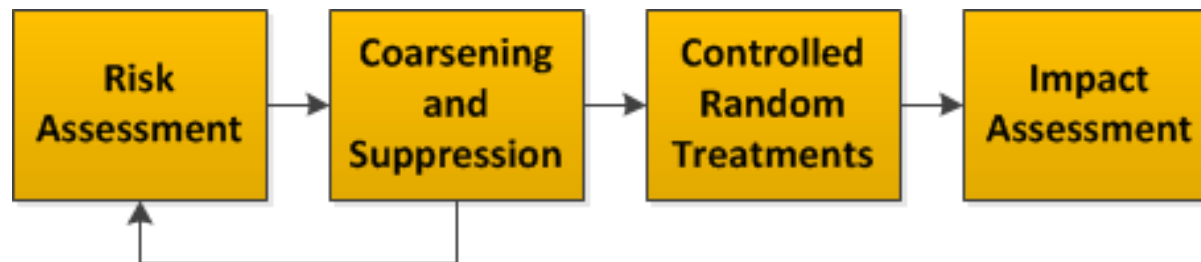 Risk
Assessment
Coarsening
and
Suppression
Controlled
Random
Treatments
Impact
Assessment